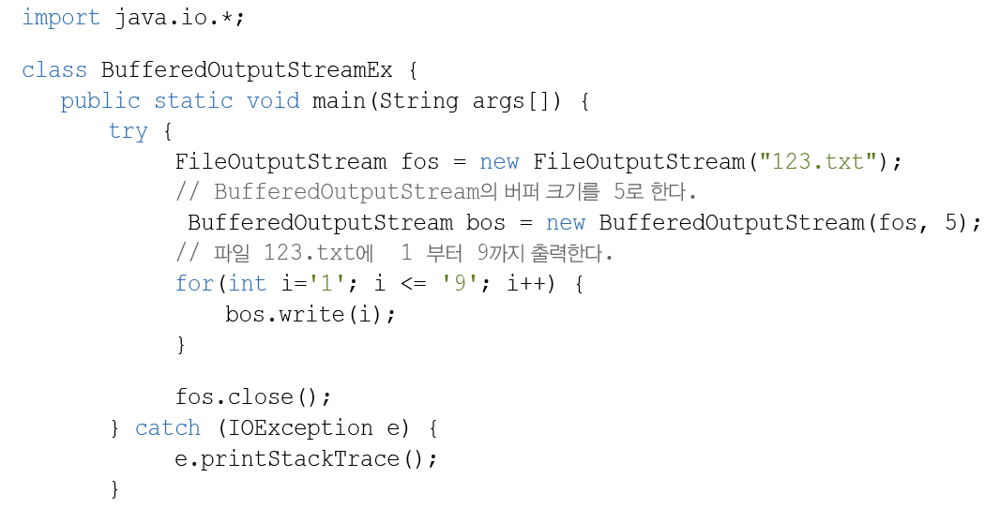 import java.io.*;
class BufferedOutputStreamEx {
public static void main(String args[]) {
try {
FileOutputStream fos = new FileOutputStream("123.txt");
// BufferedOutputStream의 버퍼 크기를 5로 한다.
BufferedOutputStream bos = new BufferedOutputStream(fos, 5);
// 파일 123.txt에 1 부터 9까지 출력한다.
for(int i='1'; i <= '9'; i++) {
bos.write(i);
}
fos.close();
} catch (IOException e) {
e.printStackTrace();
}